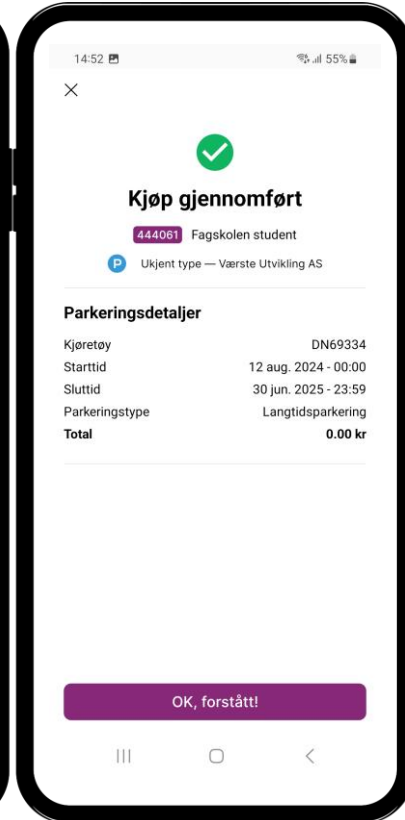 14:52 55%
Kjøp gjennomført
444061 Fagskolen student
P Ukjent type — Værste Utvikling AS
Parkeringsdetaljer
Kjøretøy DN69334
Starttid 12 aug. 2024 - 00:00
Sluttid 30 jun. 2025 - 23:59
Parkeringstype Langtidsparkering
Total 0.00 kr
OK, forstått!